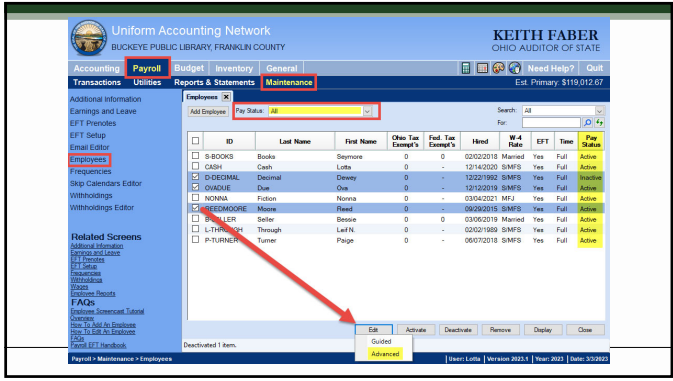 Uniform Accounting Network
BUCKEYE PUBLIC LIBRARY, FRANKLIN COUNTY
KEITH FABER
OHIO AUDITOR OF STATE
Accounting Payroll Budget Inventory General Need Help? Quit
Transactions Utilities Reports & Statements Maintenance Est. Primary: $119,012.67
Additional Information
Earnings and Leave
EFT Prenotes
EFT Setup
Email Editor
Employees
Frequencies
Skip Calendars Editor
Withholdings
Withholdings Editor
Related Screens
Additional Information
Earnings and Leave
EFT Prenotes
EFT Setup
Frequencies
Withholdings
Wages
Employee Reports
FAQs
Employee Screencast Tutorial
Overview
How To Add An Employee
How To Edit An Employee
FAQs
Payroll EFT Handbook
Employees X
Add Employee Pay Status: All Search: All
For:
ID Last Name First Name Ohio Tax Exempt's Fed. Tax Exempt's Hired W-4 Rate EFT Time Pay Status
S-BOOKS Books Seymore 0 0 02/02/2018 Married Yes Full Active
CASH Cash Lotta 0 - 12/14/2020 S/MFS Yes Full Active
D-DECIMAL Decimal Dewey 0 - 12/22/1992 S/MFS Yes Full Inactive
OVADUE Due Ova 0 - 12/12/2019 S/MFS Yes Full Active
NONNA Fiction Nonna 0 - 03/04/2021 MFJ Yes Full Active
REEDMOORE Moore Reed 0 - 09/29/2015 S/MFS Yes Full Active
Seller Bessie 0 0 03/06/2019 Married Yes Full Active
L-THROUGH Through Leif N. 0 - 02/02/1989 S/MFS Yes Full Active
P-TURNER Turner Paige 0 - 06/07/2018 S/MFS Yes Full Active
Edit Activate Deactivate Remove Display Close
Guided
Advanced
Deactivated 1 item.
Payroll > Maintenance > Employees User: Lotta Version 2023.1 Year: 2023 Date: 3/3/2023